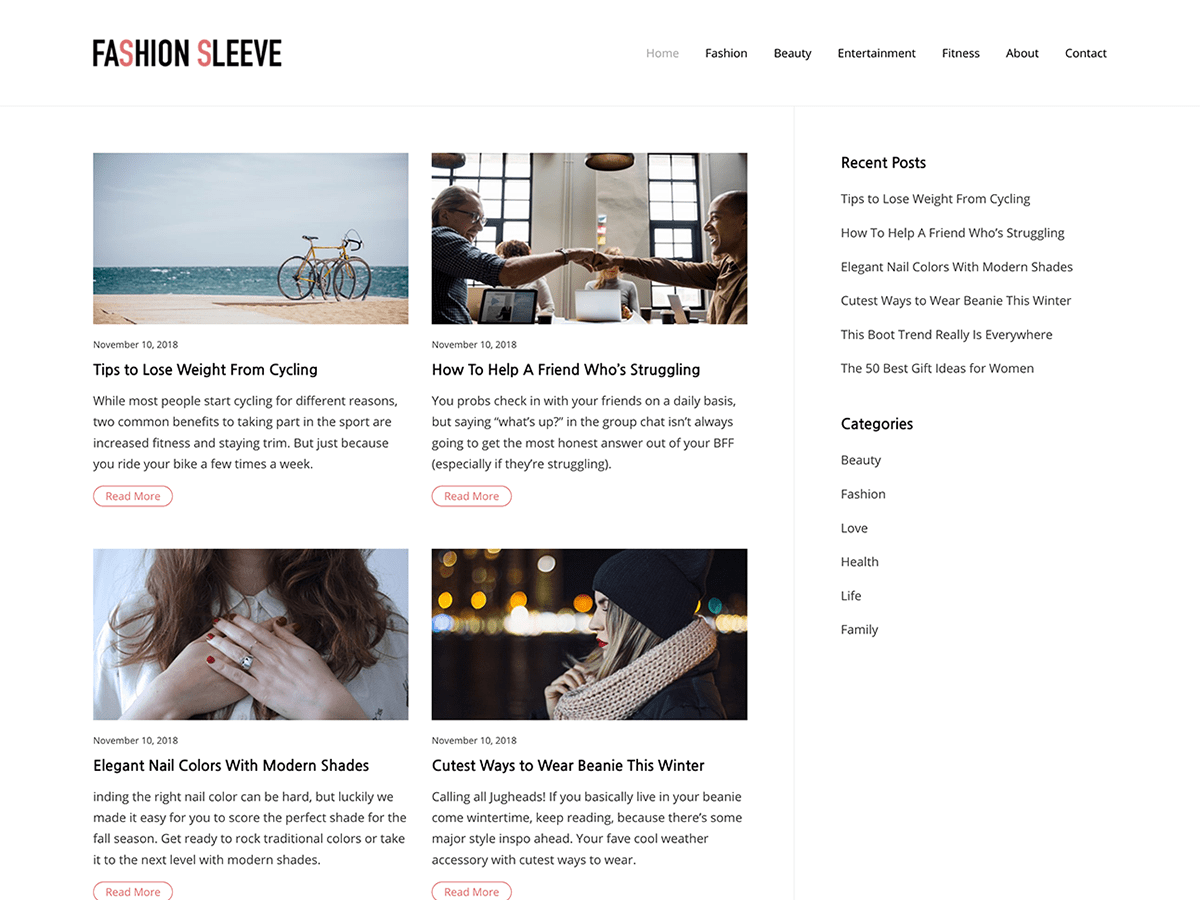 FASHION SLEEVE
Home Fashion Beauty Entertainment Fitness About Contact
November 10, 2018
Tips to Lose Weight From Cycling
While most people start cycling for different reasons,
two common benefits to taking part in the sport are
increased fitness and staying trim. But just because
you ride your bike a few times a week.
Read More
November 10, 2018
How To Help A Friend Who’s Struggling
You probs check in with your friends on a daily basis,
but saying “what’s up?” in the group chat isn’t always
going to get the most honest answer out of your BFF
(especially if they’re struggling).
Read More
November 10, 2018
Elegant Nail Colors With Modern Shades
inding the right nail color can be hard, but luckily we
made it easy for you to score the perfect shade for the
fall season. Get ready to rock traditional colors or take
it to the next level with modern shades.
Read More
November 10, 2018
Cutest Ways to Wear Beanie This Winter
Calling all Jugheads! If you basically live in your beanie
come wintertime, keep reading, because there’s some
major style inspo ahead. Your fave cool weather
accessory with cutest ways to wear.
Read More
Recent Posts
Tips to Lose Weight From Cycling
How To Help A Friend Who’s Struggling
Elegant Nail Colors With Modern Shades
Cutest Ways to Wear Beanie This Winter
This Boot Trend Really Is Everywhere
The 50 Best Gift Ideas for Women
Categories
Beauty
Fashion
Love
Health
Life
Family